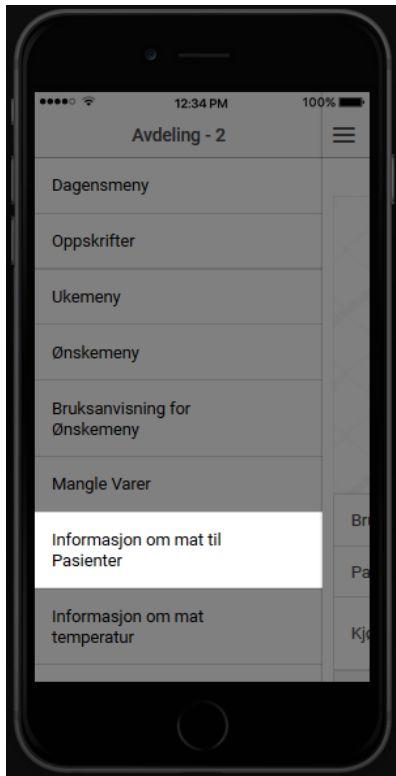 12:34 PM 100%
Avdeling - 2
Dagensmeny
Oppskrifter
Ukemeny
Ønskemeny
Bruksanvisning for
Ønskemeny
Mangle Varer
Informasjon om mat til
Pasienter
Informasjon om mat
temperatur